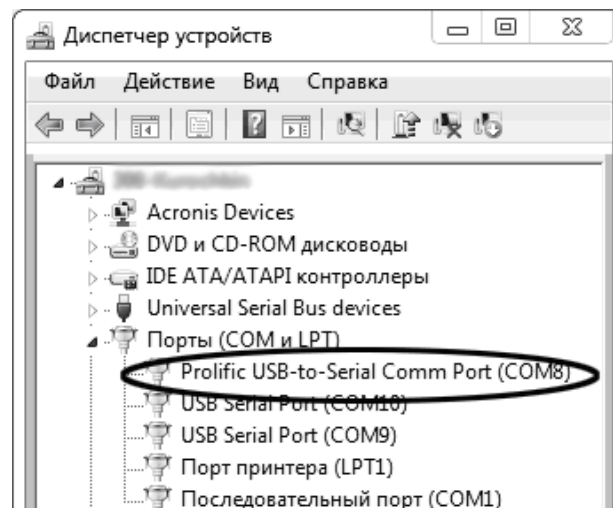 Диспетчер устройств
Файл Действие Вид Справка
Acronis Devices
DVD и CD-ROM дисководы
IDE ATA/ATAPI контроллеры
Universal Serial Bus devices
Порты (COM и LPT)
Prolific USB-to-Serial Comm Port (COM8)
USB Serial Port (COM10)
USB Serial Port (COM9)
Порт принтера (LPT1)
Последовательный порт (COM1)